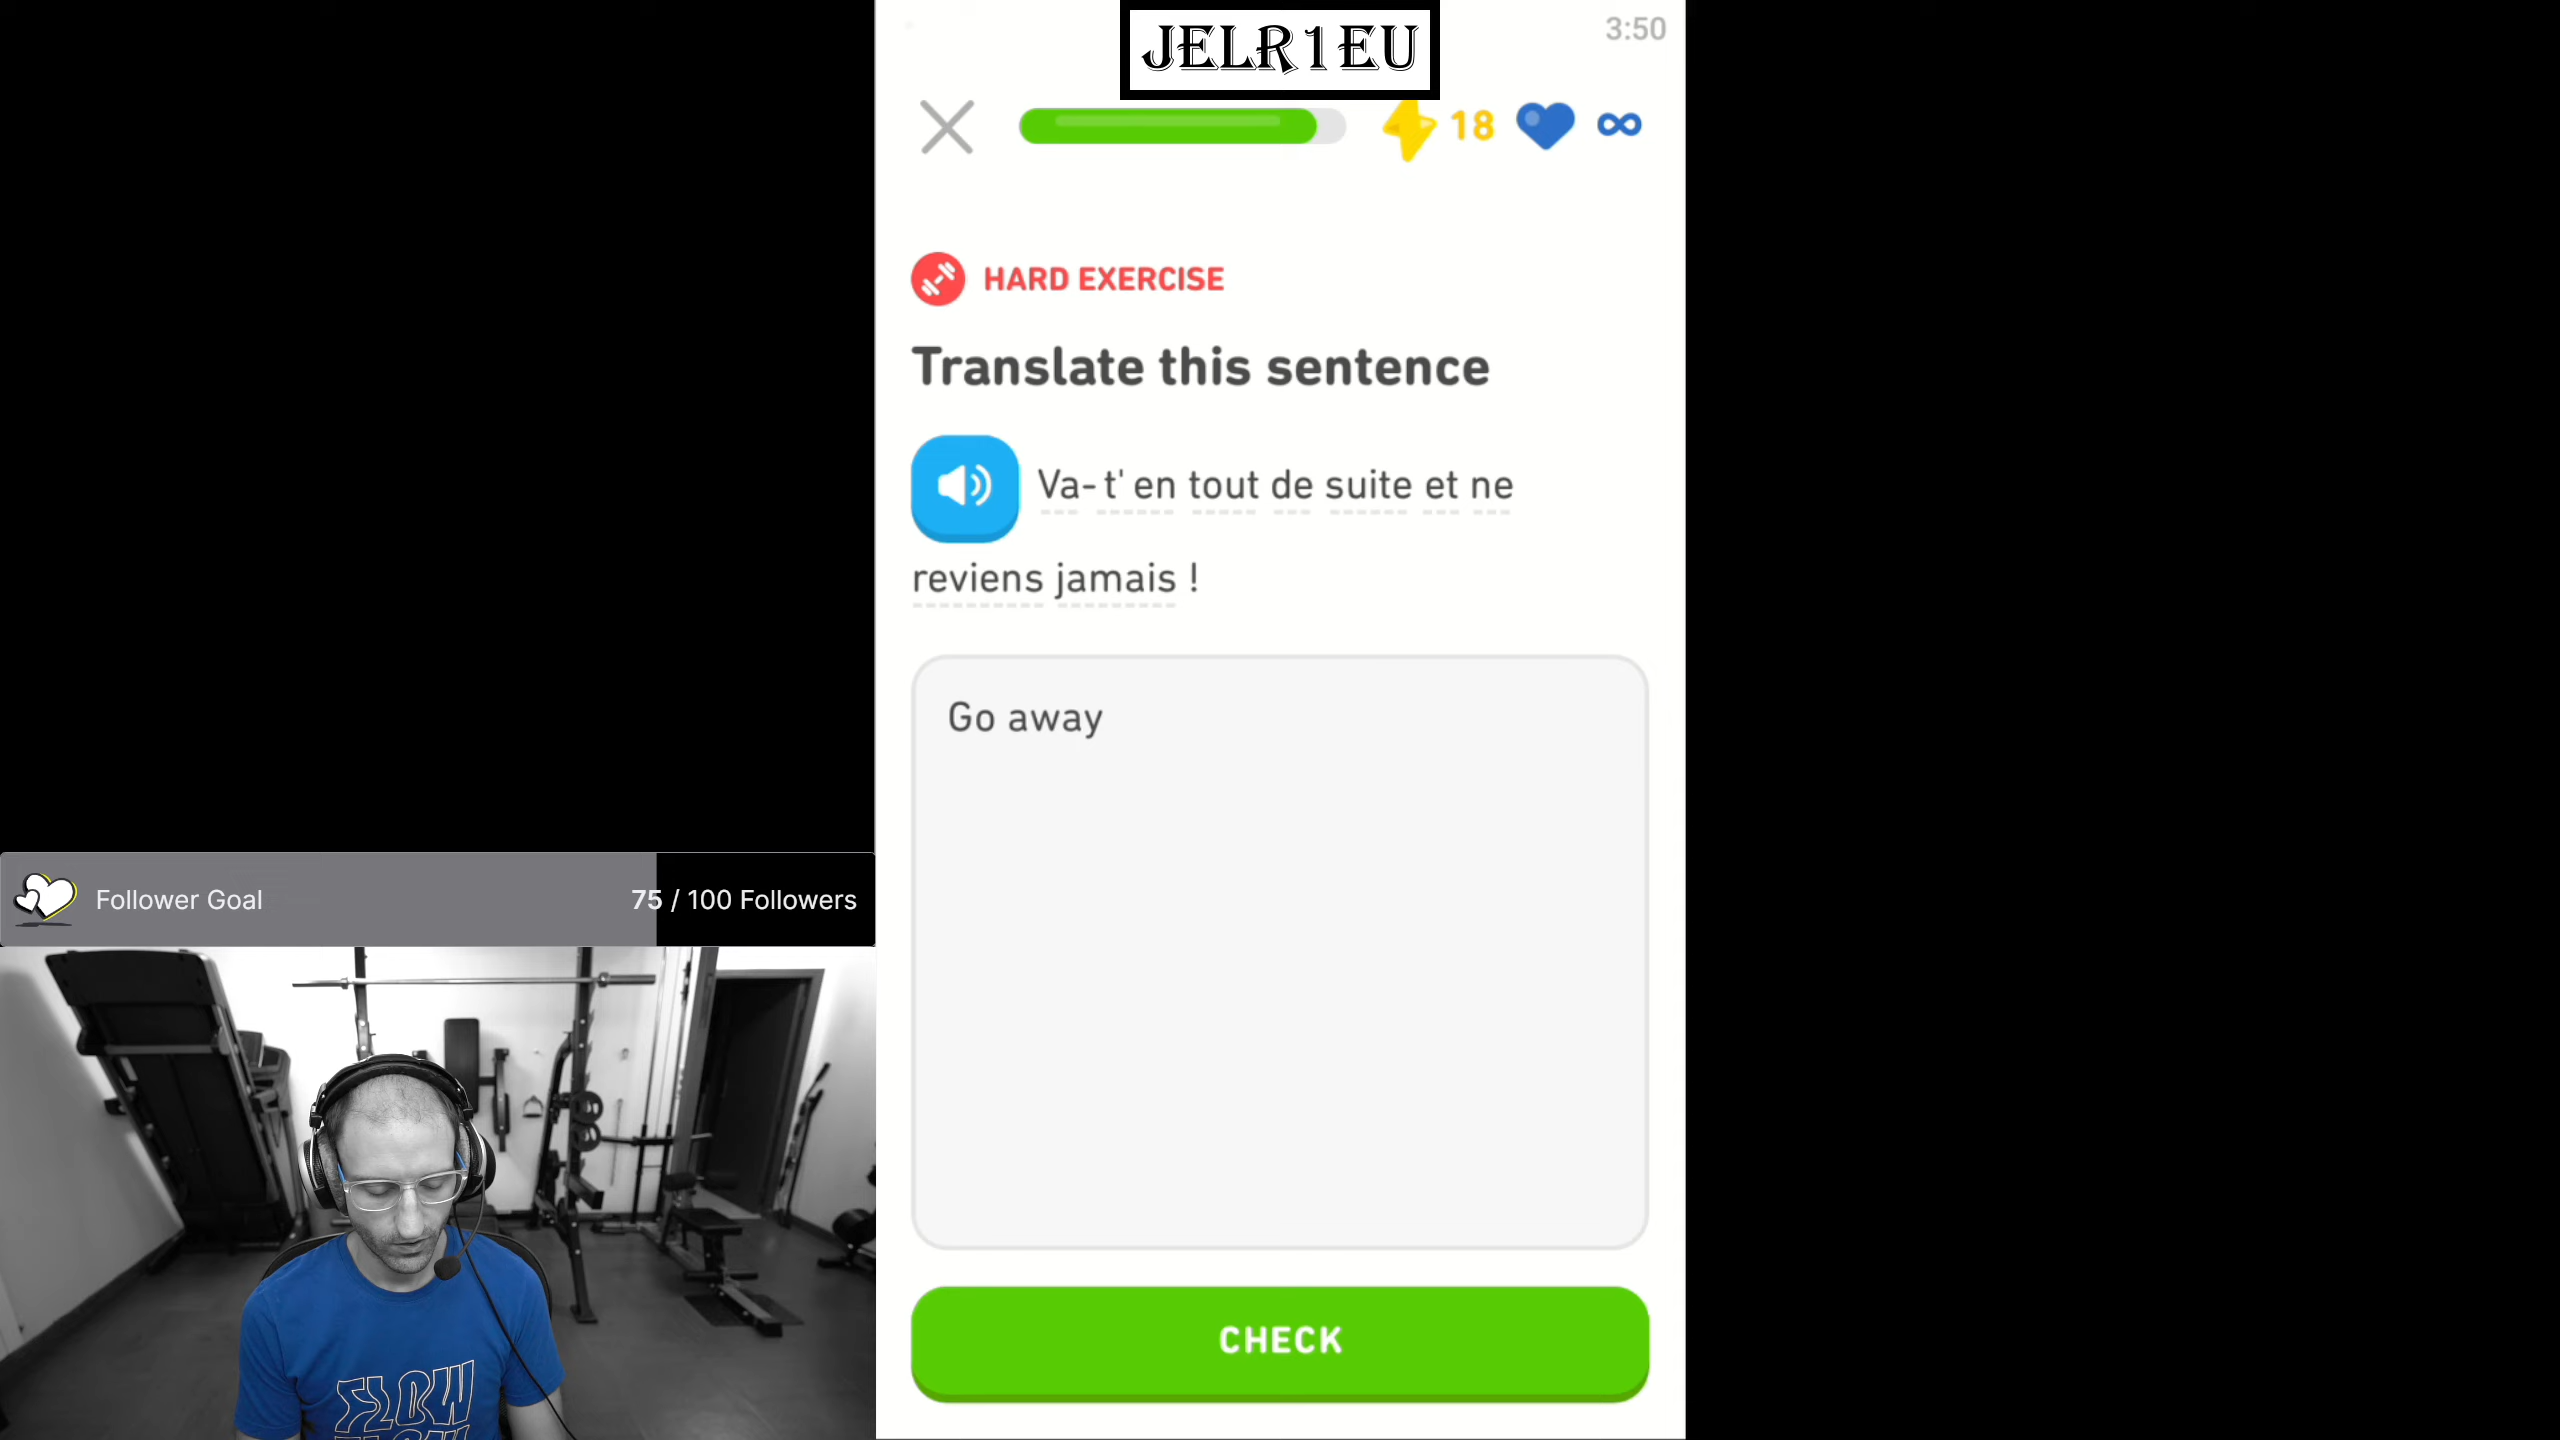 JELR1EU
3:50
18
HARD EXERCISE
Translate this sentence
Va-t'en tout de suite et ne
reviens jamais !
Go away
CHECK
Follower Goal
75 / 100 Followers
FLOW